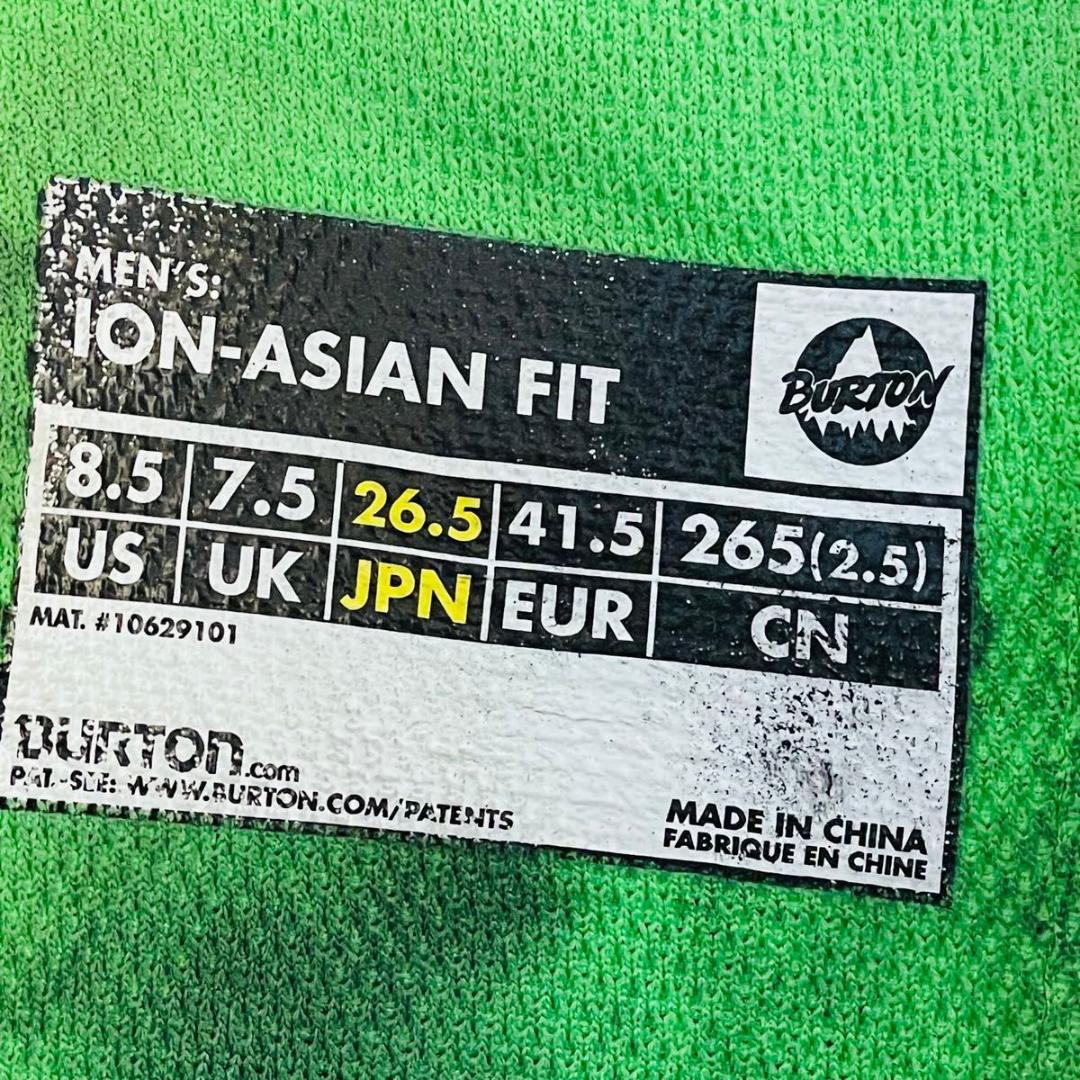 MEN'S:
ION-ASIAN FIT
BURTON
8.5 7.5 26.5 41.5 265(2.5)
US UK JPN EUR CN
MAT. #10629101
BURTON.com
PAT.-SEE: WWW.BURTON.COM/PATENTS
MADE IN CHINA
FABRIQUE EN CHINE